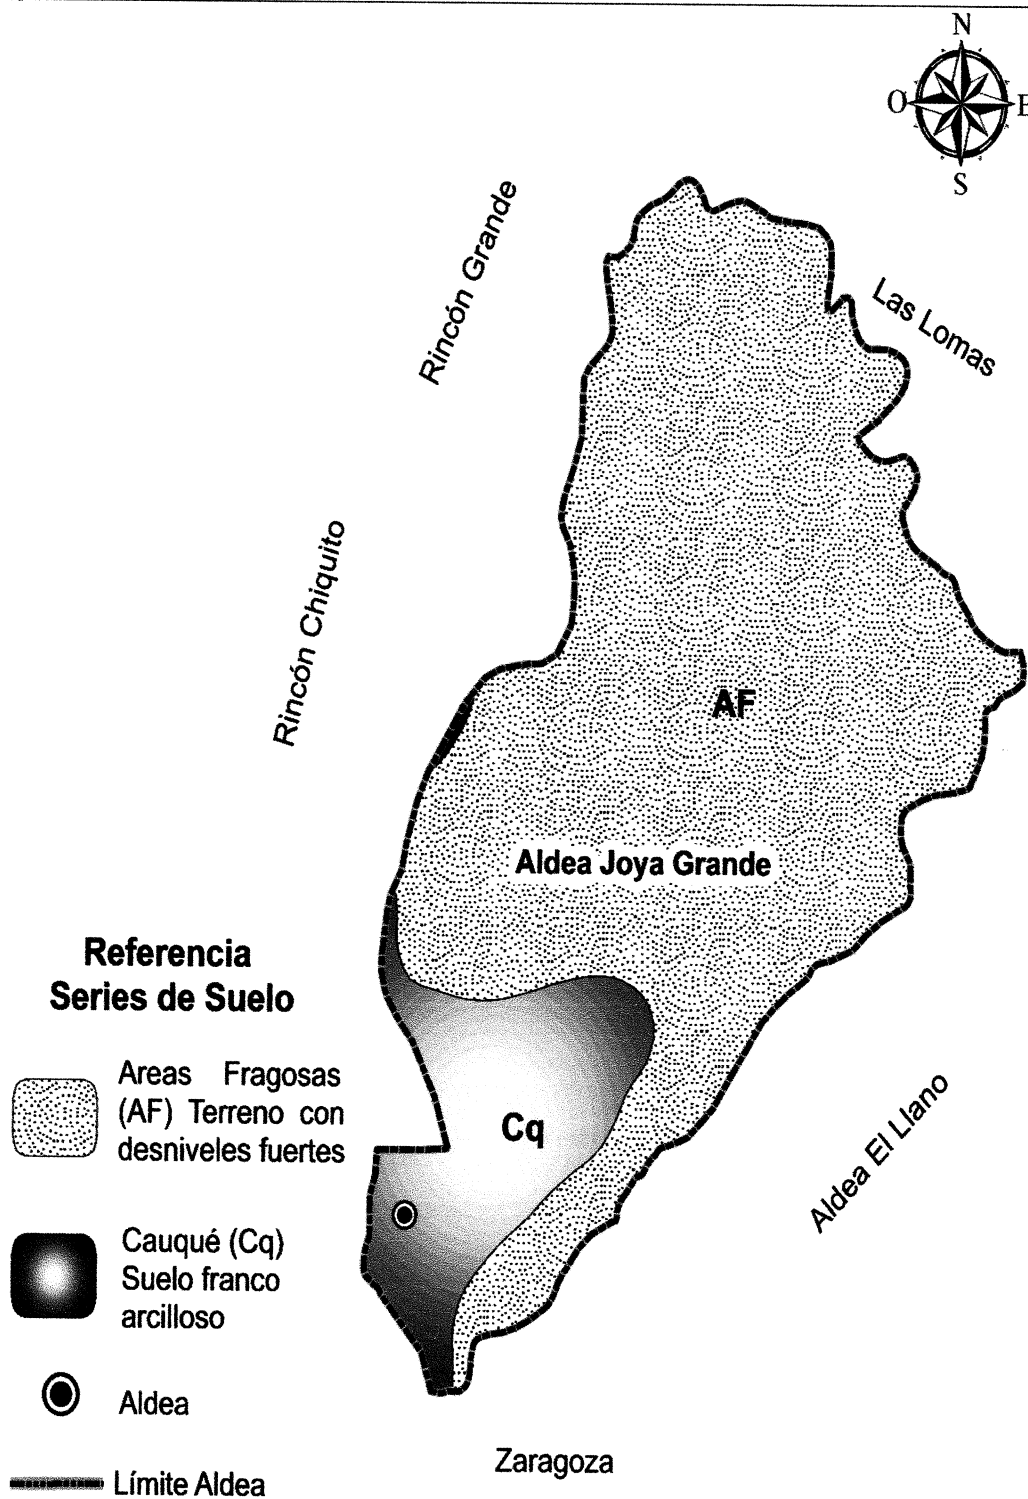 N
O
E
S
Rincón Grande
Las Lomas
Rincón Chiquito
AF
Aldea Joya Grande
Referencia
Series de Suelo
Areas Fragosas
(AF) Terreno con
desniveles fuertes
Cq
Aldea El Llano
Cauqué (Cq)
Suelo franco
arcilloso
Aldea
Zaragoza
Límite Aldea